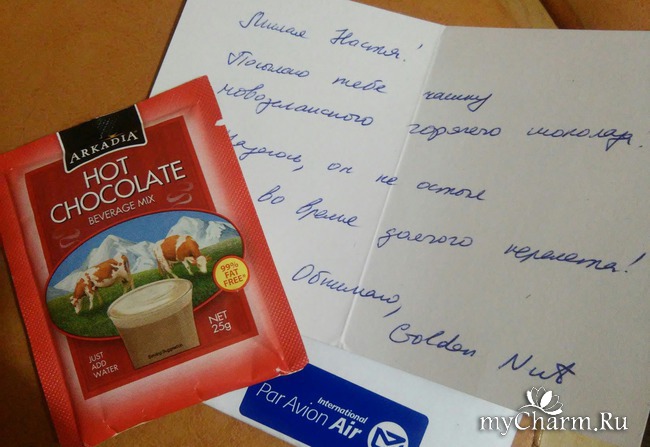 Милая Настя!
Посылаю тебе чашку
новозеланского горячего шоколада.
Надеюсь, он не остыл
во время долгого перелета!
Обнимаю,
Golden Nut
ARKADIA
HOT
CHOCOLATE
BEVERAGE MIX
99%
FAT
FREE*
JUST
ADD
WATER
NET
25g
International
Par Avion Air
myCharm.Ru